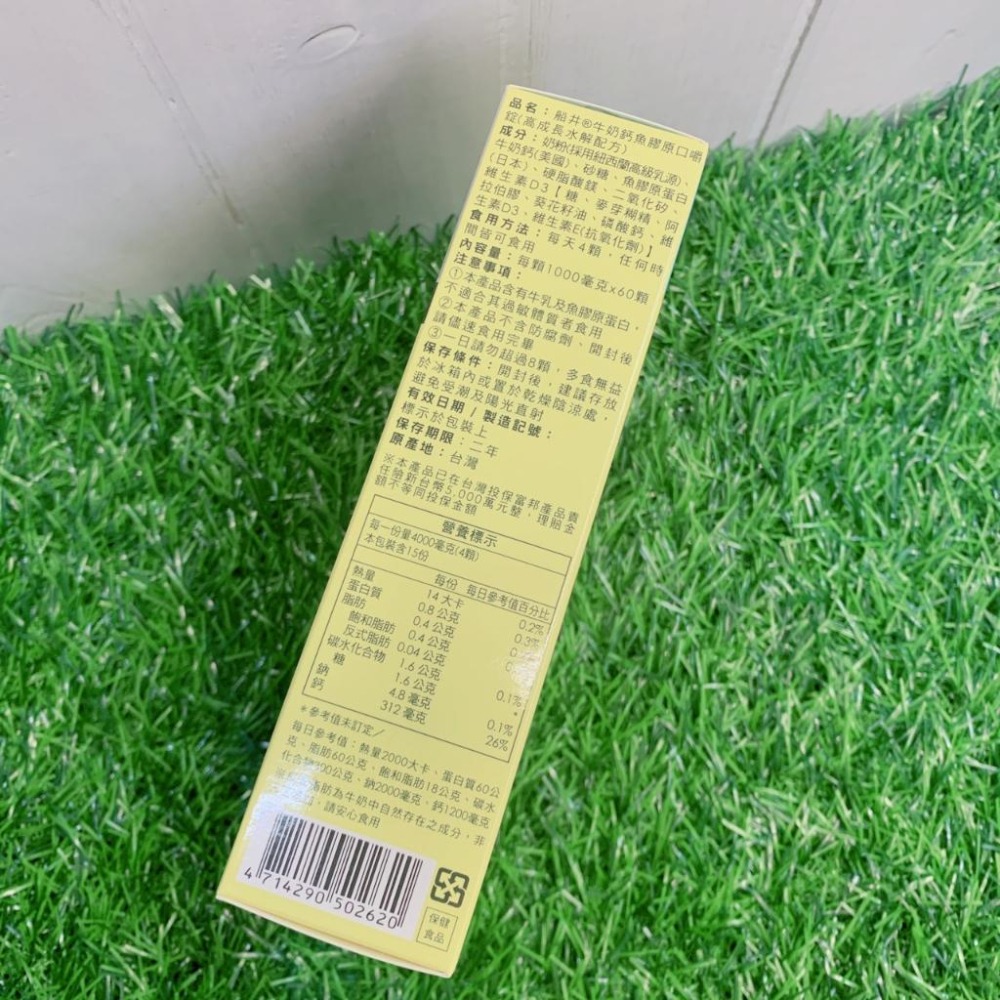 品名：船井®牛奶鈣魚膠原口嚼
錠(高成長水解配方)
成分：奶粉(採用紐西蘭高級乳源)、
牛奶鈣(美國)、砂糖、魚膠原蛋白
(日本)、硬脂酸鎂、二氧化矽、
維生素D3【糖、麥芽糊精、阿
拉伯膠、葵花籽油、磷酸鈣、維
生素D3、維生素E(抗氧化劑)】
食用方法：每天4顆，任何時
間皆可食用
內容量：每顆1000毫克x60顆
注意事項：
①本產品含有牛乳及魚膠原蛋白，
不適合其過敏體質者食用
②本產品不含防腐劑、開封後
請儘速食用完畢
③一日請勿超過8顆，多食無益
保存條件：開封後，建議存放
於冰箱內或置於乾燥陰涼處，
避免受潮及陽光直射
有效日期/製造記號：
標示於包裝上
保存期限：二年
原產地：台灣
※本產品已在台灣投保富邦產品責
任險新台幣5,000萬元整，理賠金
額不等同投保金額
營養標示
每一份量4000毫克(4顆)
本包裝含15份
每份 每日參考值百分比
熱量 14大卡 0.2%
蛋白質 0.8公克 0.3%
脂肪 0.4公克
飽和脂肪 0.4公克
反式脂肪 0.04公克
碳水化合物 1.6公克 0.1%
糖 1.6公克 *
鈉 4.8毫克 0.1%
鈣 312毫克 26%
*參考值未訂定
每日參考值：熱量2000大卡、蛋白質60公
克、脂肪60公克、飽和脂肪18公克、碳水
化合物300公克、鈉2000毫克、鈣1200毫克
脂肪為牛奶中自然存在之成分，非
請安心食用
4 714290 502620
保健
食品